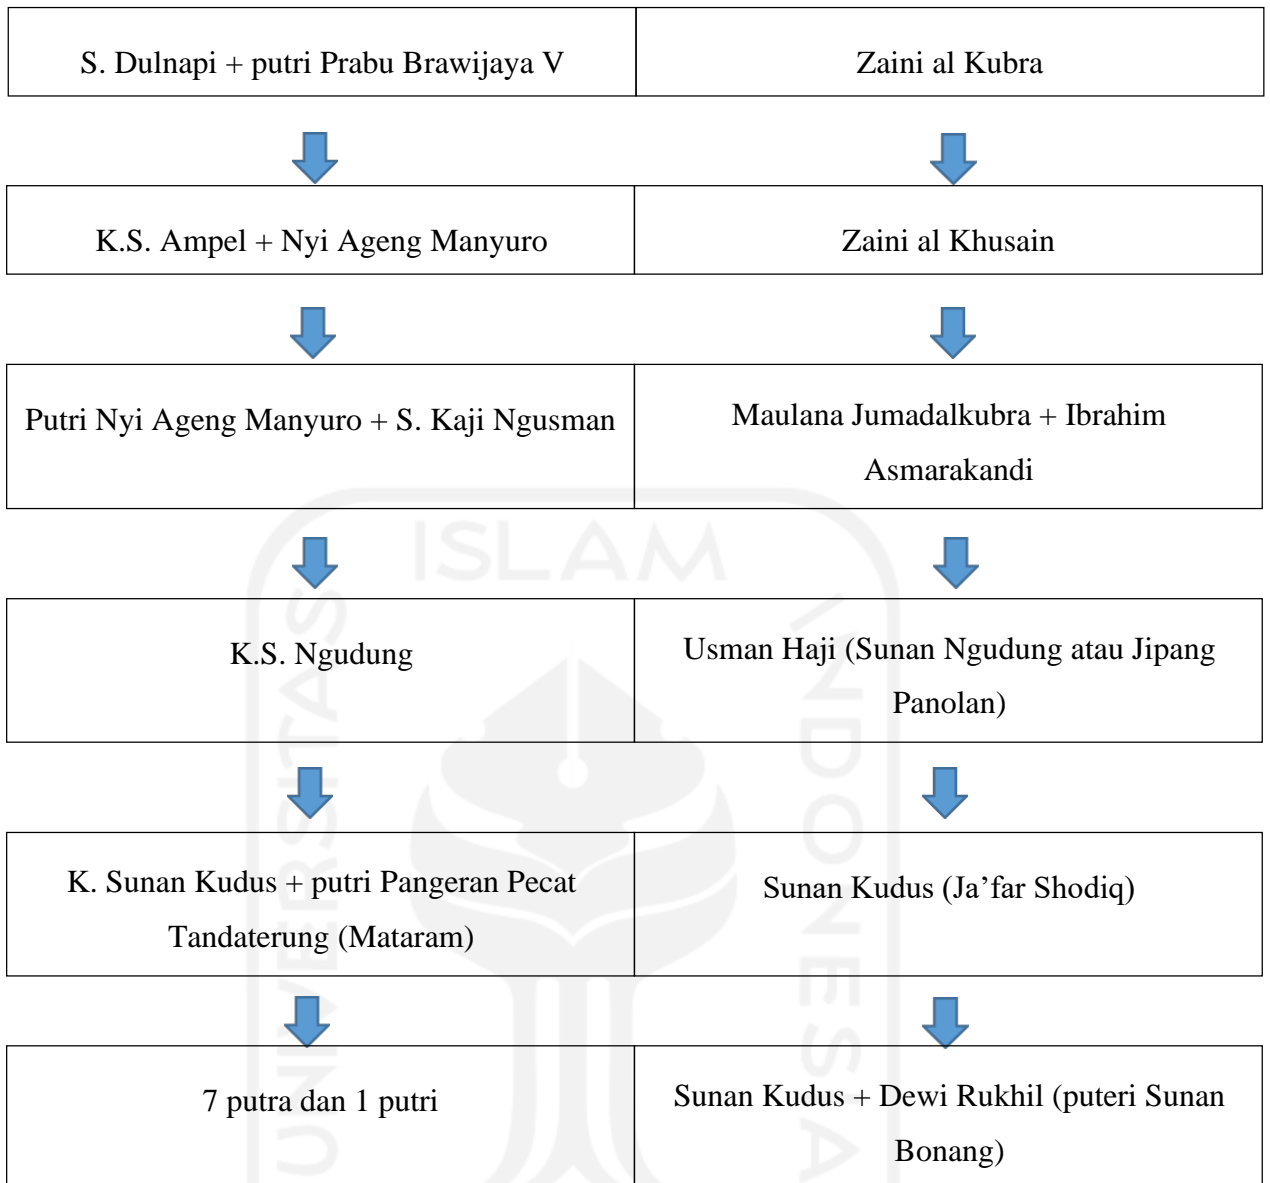 S. Dulnapi + putri Prabu Brawijaya V
Zaini al Kubra
K.S. Ampel + Nyi Ageng Manyuro
Zaini al Khusain
Putri Nyi Ageng Manyuro + S. Kaji Ngusman
Maulana Jumadalkubra + Ibrahim
Asmarakandi
K.S. Ngudung
Usman Haji (Sunan Ngudung atau Jipang
Panolan)
K. Sunan Kudus + putri Pangeran Pecat
Tandaterung (Mataram)
Sunan Kudus (Ja’far Shodiq)
7 putra dan 1 putri
Sunan Kudus + Dewi Rukhil (puteri Sunan
Bonang)
UNIVERSITAS
ISLAM
INDONESIA